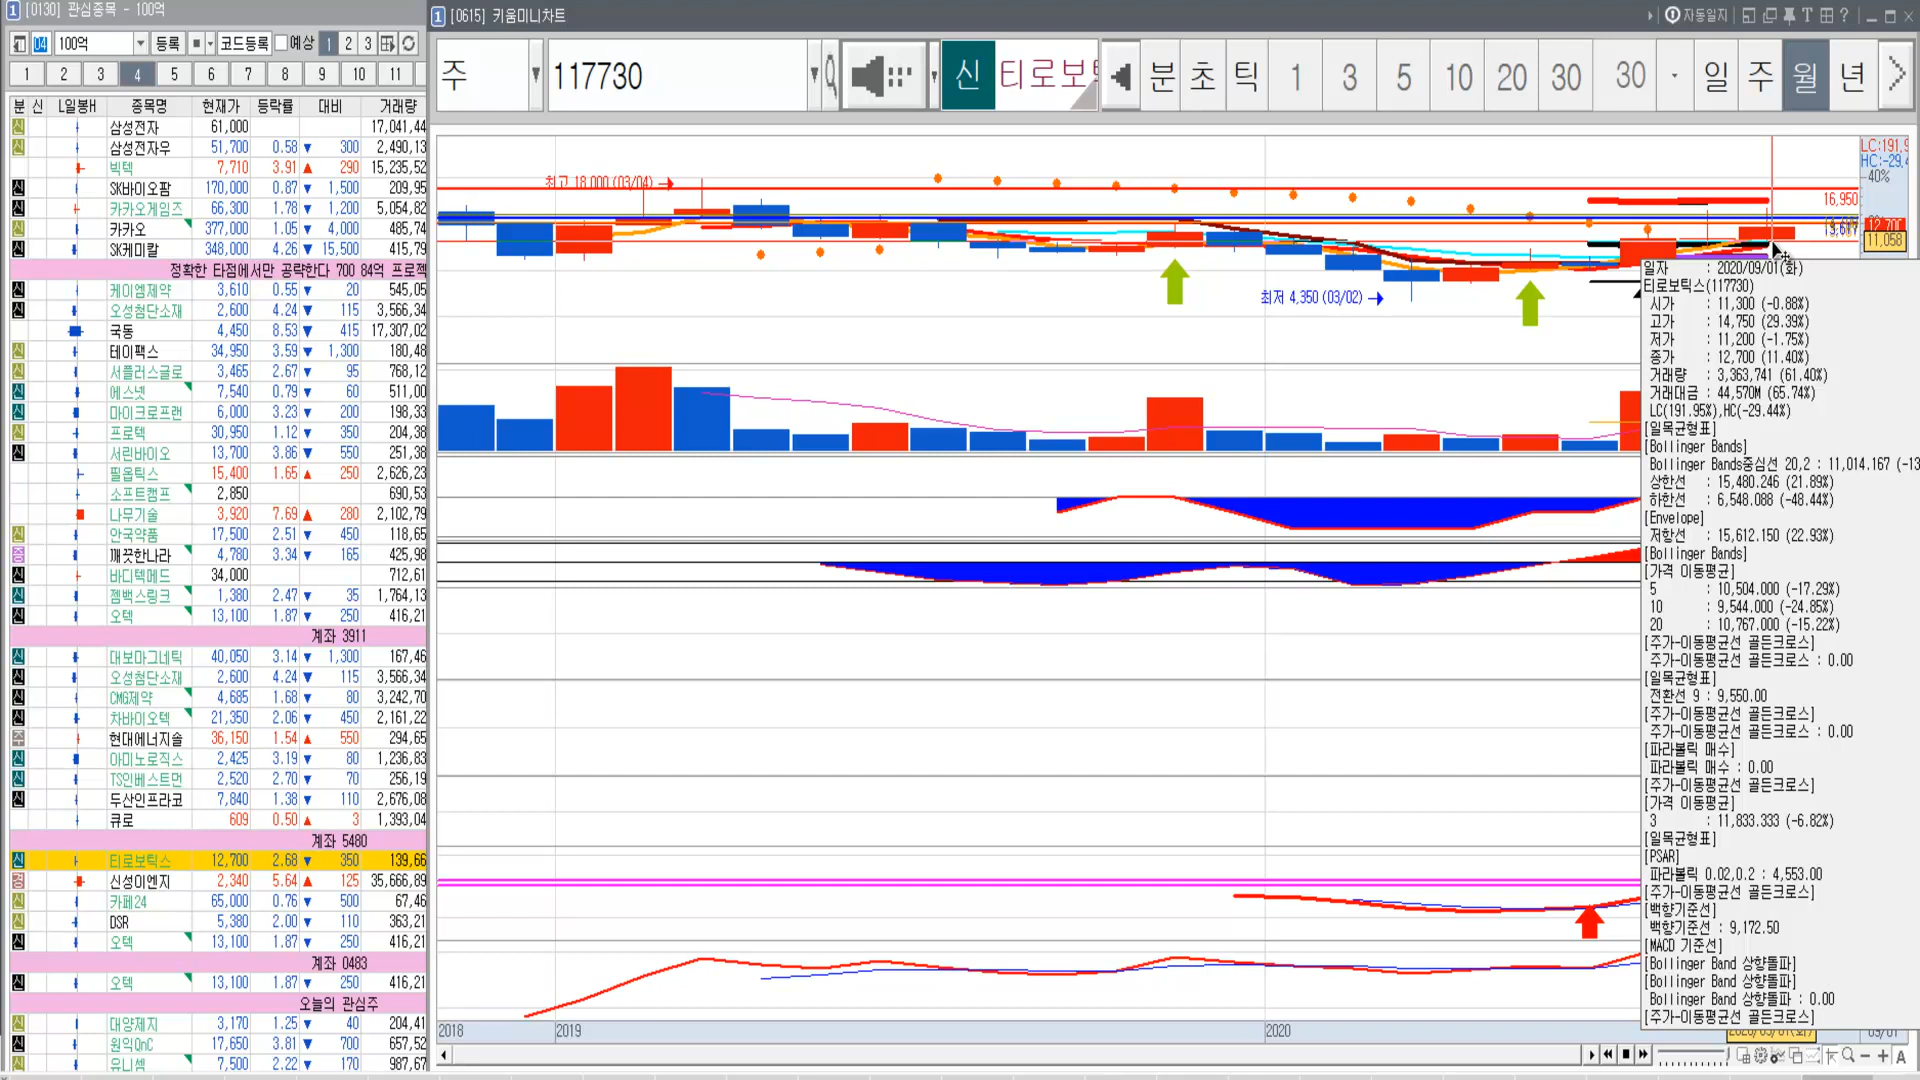 1 [0130] 관심종목 - 100억
04 100억 등록 코드등록 예상 1 2 3
1 2 3 4 5 6 7 8 9 10 11
분 신 L일봉H 종목명 현재가 등락률 대비 거래량
신 삼성전자 61,000 17,041,44
신 삼성전자우 51,700 0.58 ▼ 300 2,490,13
빅텍 7,710 3.91 ▲ 290 15,235,52
신 SK바이오팜 170,000 0.87 ▼ 1,500 209,95
신 카카오게임즈 66,300 1.78 ▼ 1,200 5,054,82
신 카카오 377,000 1.05 ▼ 4,000 485,74
신 SK케미칼 348,000 4.26 ▼ 15,500 415,79
정확한 타점에서만 공략한다 700 84억 프로젝
신 케이엠제약 3,610 0.55 ▼ 20 545,05
신 오성첨단소재 2,600 4.24 ▼ 115 3,566,34
국동 4,450 8.53 ▼ 415 17,307,02
신 테이팩스 34,950 3.59 ▼ 1,300 180,48
신 서플러스글로 3,465 2.67 ▼ 95 768,12
신 에스넷 7,540 0.79 ▼ 60 511,00
신 마이크로프랜 6,000 3.23 ▼ 200 198,33
신 프로텍 30,950 1.12 ▼ 350 204,38
신 서린바이오 13,700 3.86 ▼ 550 251,38
필옵틱스 15,400 1.65 ▲ 250 2,626,23
소프트캠프 2,850 690,53
나무기술 3,920 7.69 ▲ 280 2,102,79
신 안국약품 17,500 2.51 ▼ 450 118,65
증 깨끗한나라 4,780 3.34 ▼ 165 425,98
신 바디텍메드 34,000 712,61
신 젬백스링크 1,380 2.47 ▼ 35 1,764,13
신 오텍 13,100 1.87 ▼ 250 416,21
계좌 3911
신 대보마그네틱 40,050 3.14 ▼ 1,300 167,46
신 오성첨단소재 2,600 4.24 ▼ 115 3,566,34
신 CMG제약 4,685 1.68 ▼ 80 3,242,70
신 차바이오텍 21,350 2.06 ▼ 450 2,161,22
주 현대에너지솔 36,150 1.54 ▲ 550 294,65
신 아미노로직스 2,425 3.19 ▼ 80 1,236,83
신 TS인베스트먼 2,520 2.70 ▼ 70 256,19
신 두산인프라코 7,840 1.38 ▼ 110 2,676,08
큐로 609 0.50 ▲ 3 1,393,04
계좌 5480
신 티로보틱스 12,700 2.68 ▼ 350 139,66
경 신성이엔지 2,340 5.64 ▲ 125 35,666,89
신 카페24 65,000 0.76 ▼ 500 67,46
신 DSR 5,380 2.00 ▼ 110 363,21
신 오텍 13,100 1.87 ▼ 250 416,21
계좌 0483
신 오텍 13,100 1.87 ▼ 250 416,21
오늘의 관심주
신 대양제지 3,170 1.25 ▼ 40 204,41
신 원익QnC 17,650 3.81 ▼ 700 657,52
신 유니셈 7,500 2.22 ▼ 170 987,67
1 [0615] 키움미니차트 자동일지
주 117730 신 티로보 분 초 틱 1 3 5 10 20 30 30 일 주 월 년
LC:191,9
HC:-29,4
40%
최고 18,000 (03/04) →
16,950
12,700
11,058
최저 4,350 (03/02) →
일자 : 2020/09/01(화)
티로보틱스(117730)
시가 : 11,300 (-0.88%)
고가 : 14,750 (29.39%)
저가 : 11,200 (-1.75%)
종가 : 12,700 (11.40%)
거래량 : 3,363,741 (61.40%)
거래대금 : 44,570M (65.74%)
LC(191.95%),HC(-29.44%)
[일목균형표]
[Bollinger Bands]
Bollinger Bands중심선 20,2 : 11,014.167 (-13
상한선 : 15,480.246 (21.89%)
하한선 : 6,548.088 (-48.44%)
[Envelope]
저항선 : 15,612.150 (22.93%)
[Bollinger Bands]
[가격 이동평균]
5 : 10,504.000 (-17.29%)
10 : 9,544.000 (-24.85%)
20 : 10,767.000 (-15.22%)
[주가-이동평균선 골든크로스]
주가-이동평균선 골든크로스 : 0.00
[일목균형표]
전환선 9 : 9,550.00
[주가-이동평균선 골든크로스]
주가-이동평균선 골든크로스 : 0.00
[파라볼릭 매수]
파라볼릭 매수 : 0.00
[주가-이동평균선 골든크로스]
[가격 이동평균]
3 : 11,833.333 (-6.82%)
[일목균형표]
[PSAR]
파라볼릭 0.02,0.2 : 4,553.00
[주가-이동평균선 골든크로스]
[백향기준선]
백향기준선 : 9,172.50
[MACD 기준선]
[Bollinger Band 상향돌파]
[Bollinger Band 상향돌파]
Bollinger Band 상향돌파 : 0.00
[주가-이동평균선 골든크로스]
2018 2019 2020 09/01